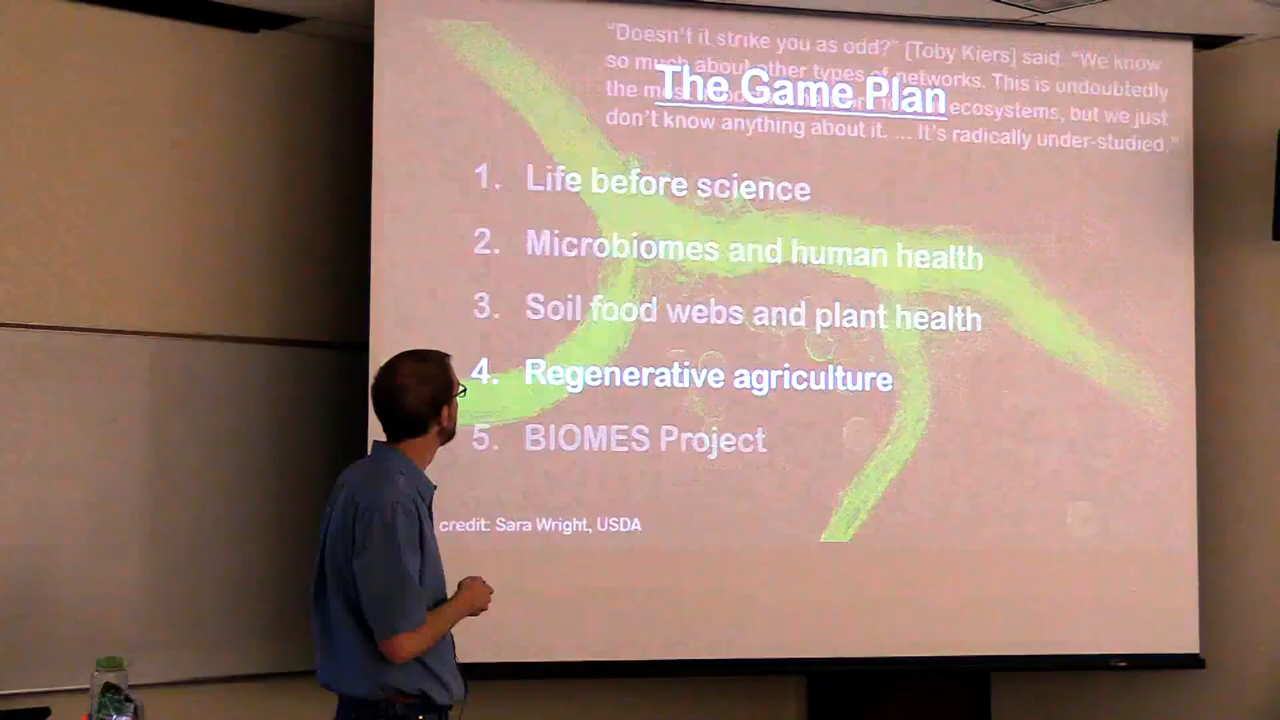 “Doesn’t it strike you as odd?” [Toby Kiers] said. “We know
so much about other types of networks. This is undoubtedly
The Game Plan
the ecosystems, but we just
don’t know anything about it. ... It’s radically under-studied.”
1. Life before science
2. Microbiomes and human health
3. Soil food webs and plant health
4. Regenerative agriculture
5. BIOMES Project
credit: Sara Wright, USDA